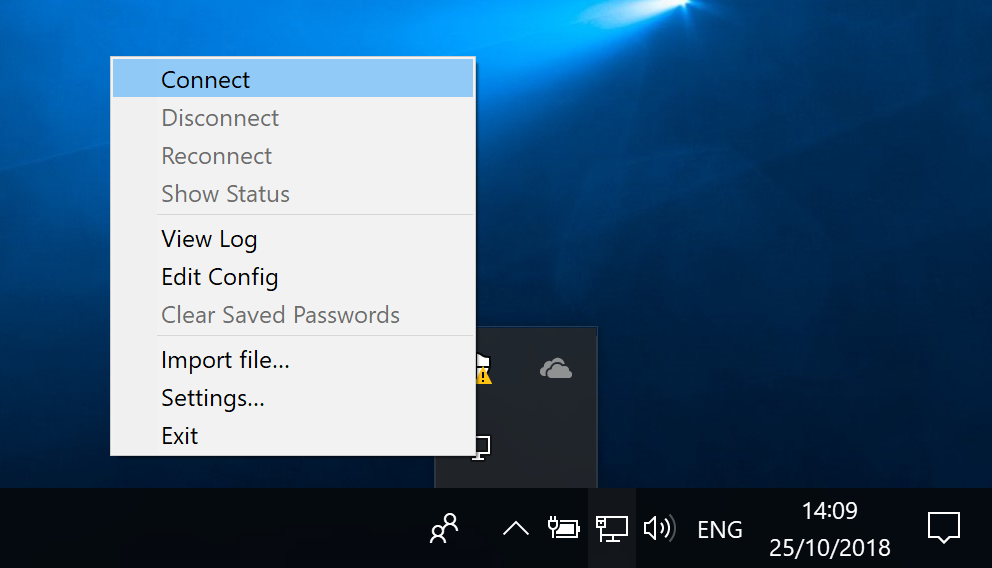 Connect
Disconnect
Reconnect
Show Status
View Log
Edit Config
Clear Saved Passwords
Import file...
Settings...
Exit
ENG
14:09
25/10/2018